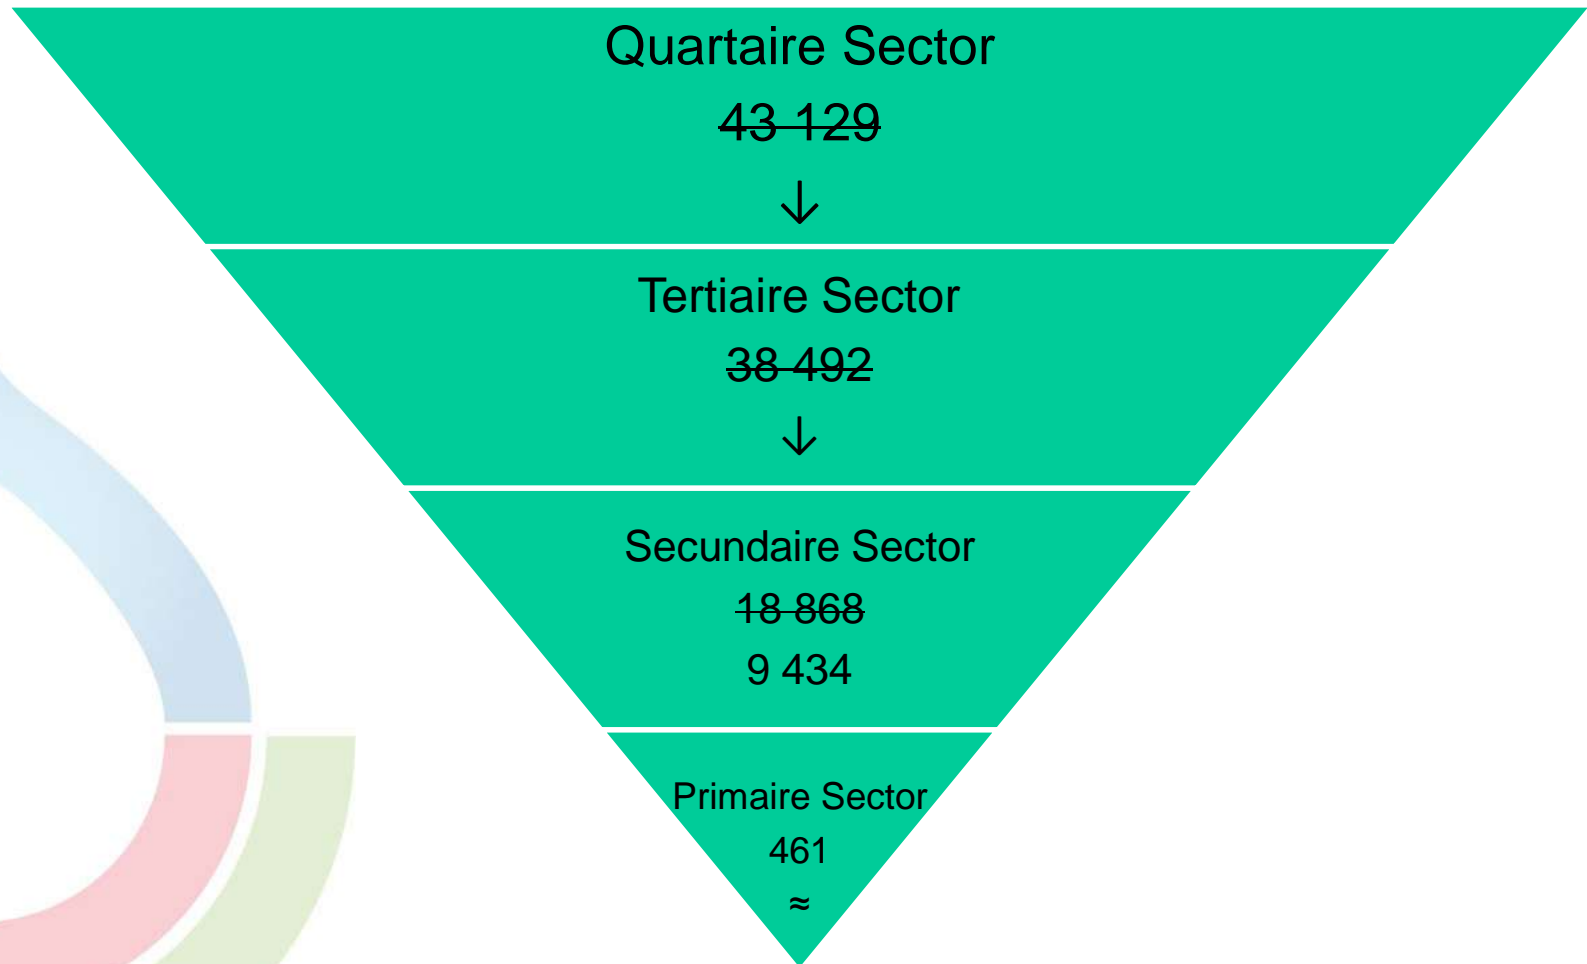 Quartaire Sector
43 129
↓
Tertiaire Sector
38 492
↓
Secundaire Sector
18 868
9 434
Primaire Sector
461
≈